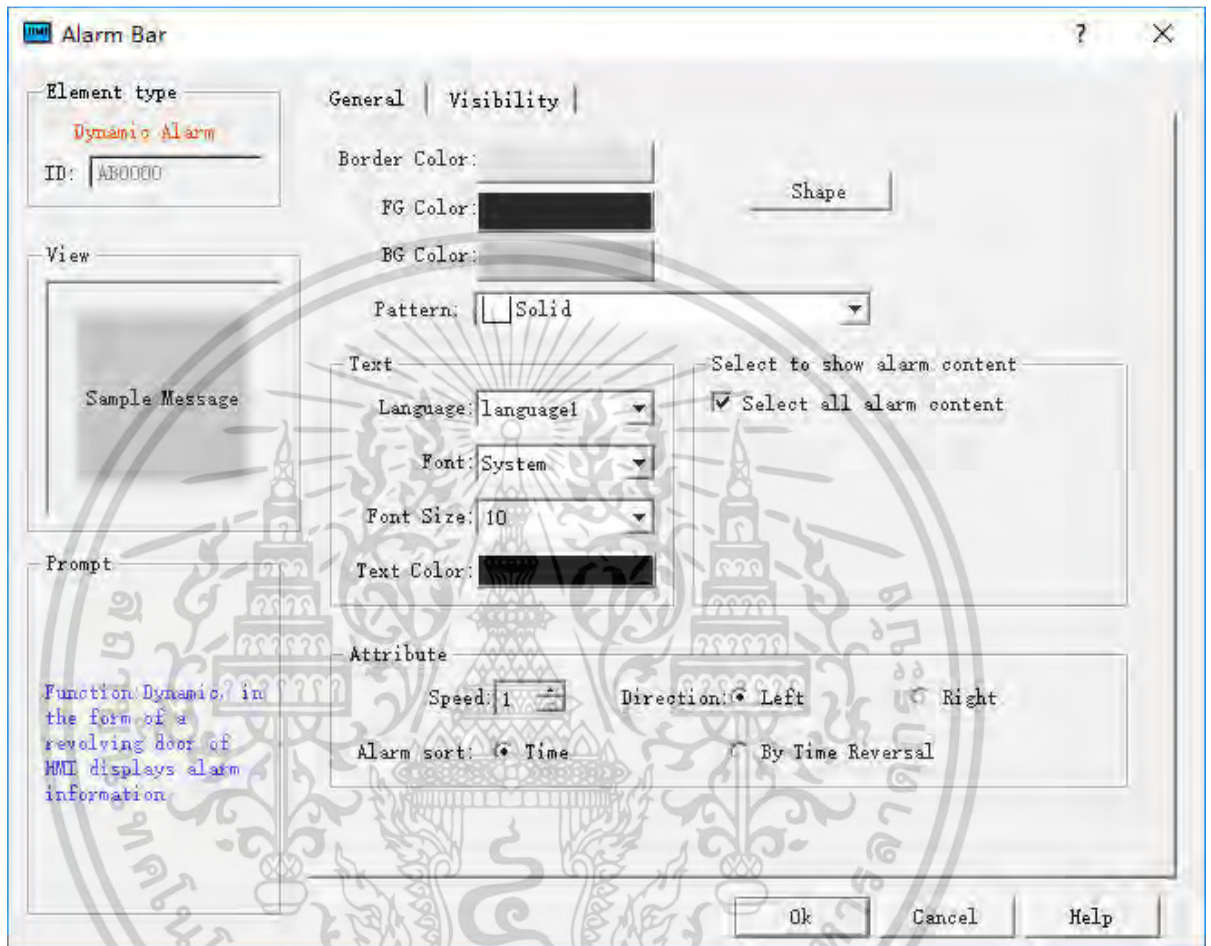 Alarm Bar
Element type
Dynamic Alarm
ID: AB0000
View
Sample Message
Prompt
Function:Dynamic, in
the form of a
revolving door of
HMI displays alarm
information
General
Visibility
Border Color:
FG Color:
BG Color:
Pattern: Solid
Shape
Text
Language: language1
Font: System
Font Size: 10
Text Color:
Select to show alarm content
Select all alarm content
Attribute
Speed: 1 Direction: Left Right
Alarm sort: Time By Time Reversal
Ok Cancel Help